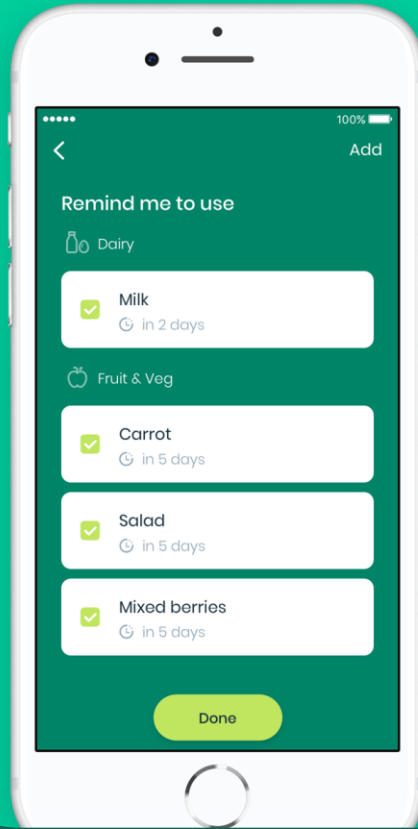 100%
Add
Remind me to use
Dairy
Milk
in 2 days
Fruit & Veg
Carrot
in 5 days
Salad
in 5 days
Mixed berries
in 5 days
Done